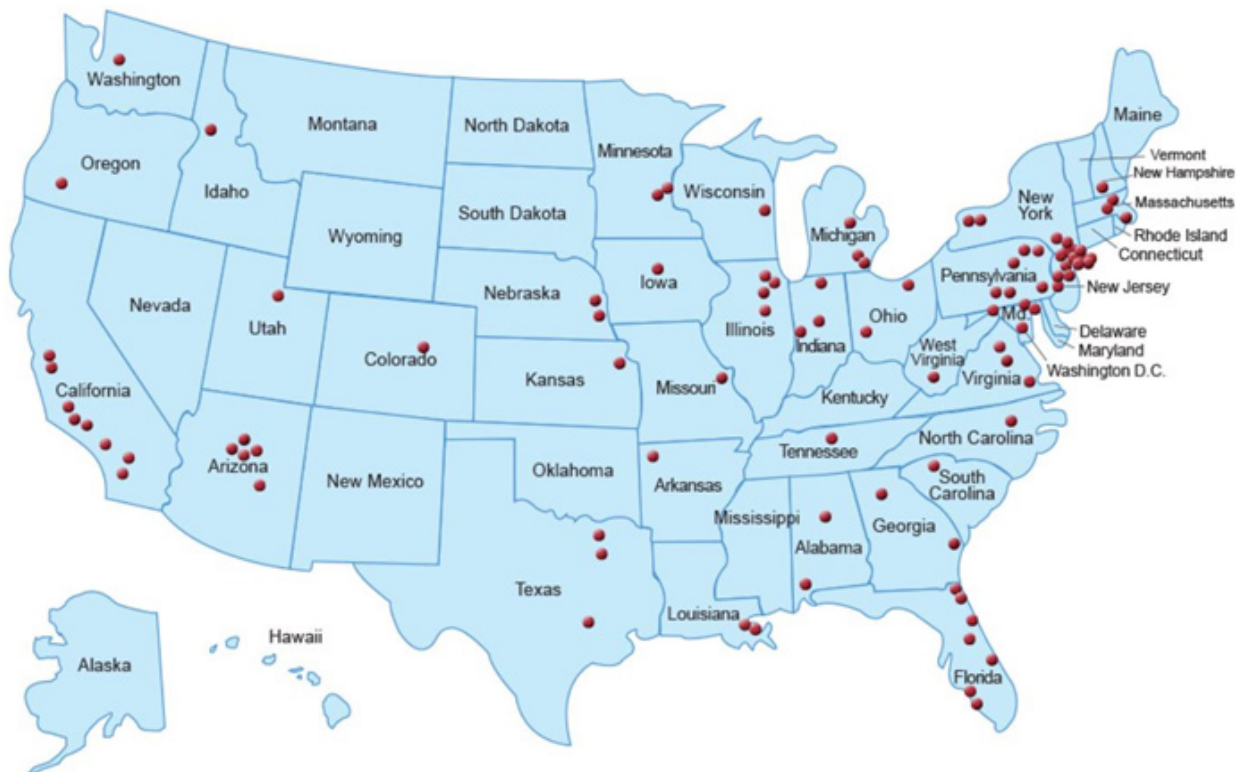 Washington
Montana
North Dakota
Minnesota
Maine
Vermont
New Hampshire
Oregon
Idaho
Wisconsin
New
York
Massachusetts
South Dakota
Michigan
Rhode Island
Wyoming
Connecticut
Iowa
Pennsylvania
New Jersey
Nevada
Nebraska
Utah
Illinois
Indiana
Ohio
Md.
Delaware
Maryland
Washington D.C.
Colorado
West
Virginia
Virginia
California
Kansas
Missouri
Kentucky
North Carolina
Tennessee
Arizona
New Mexico
Oklahoma
Arkansas
South
Carolina
Mississippi
Alabama
Georgia
Texas
Louisiana
Hawaii
Alaska
Florida